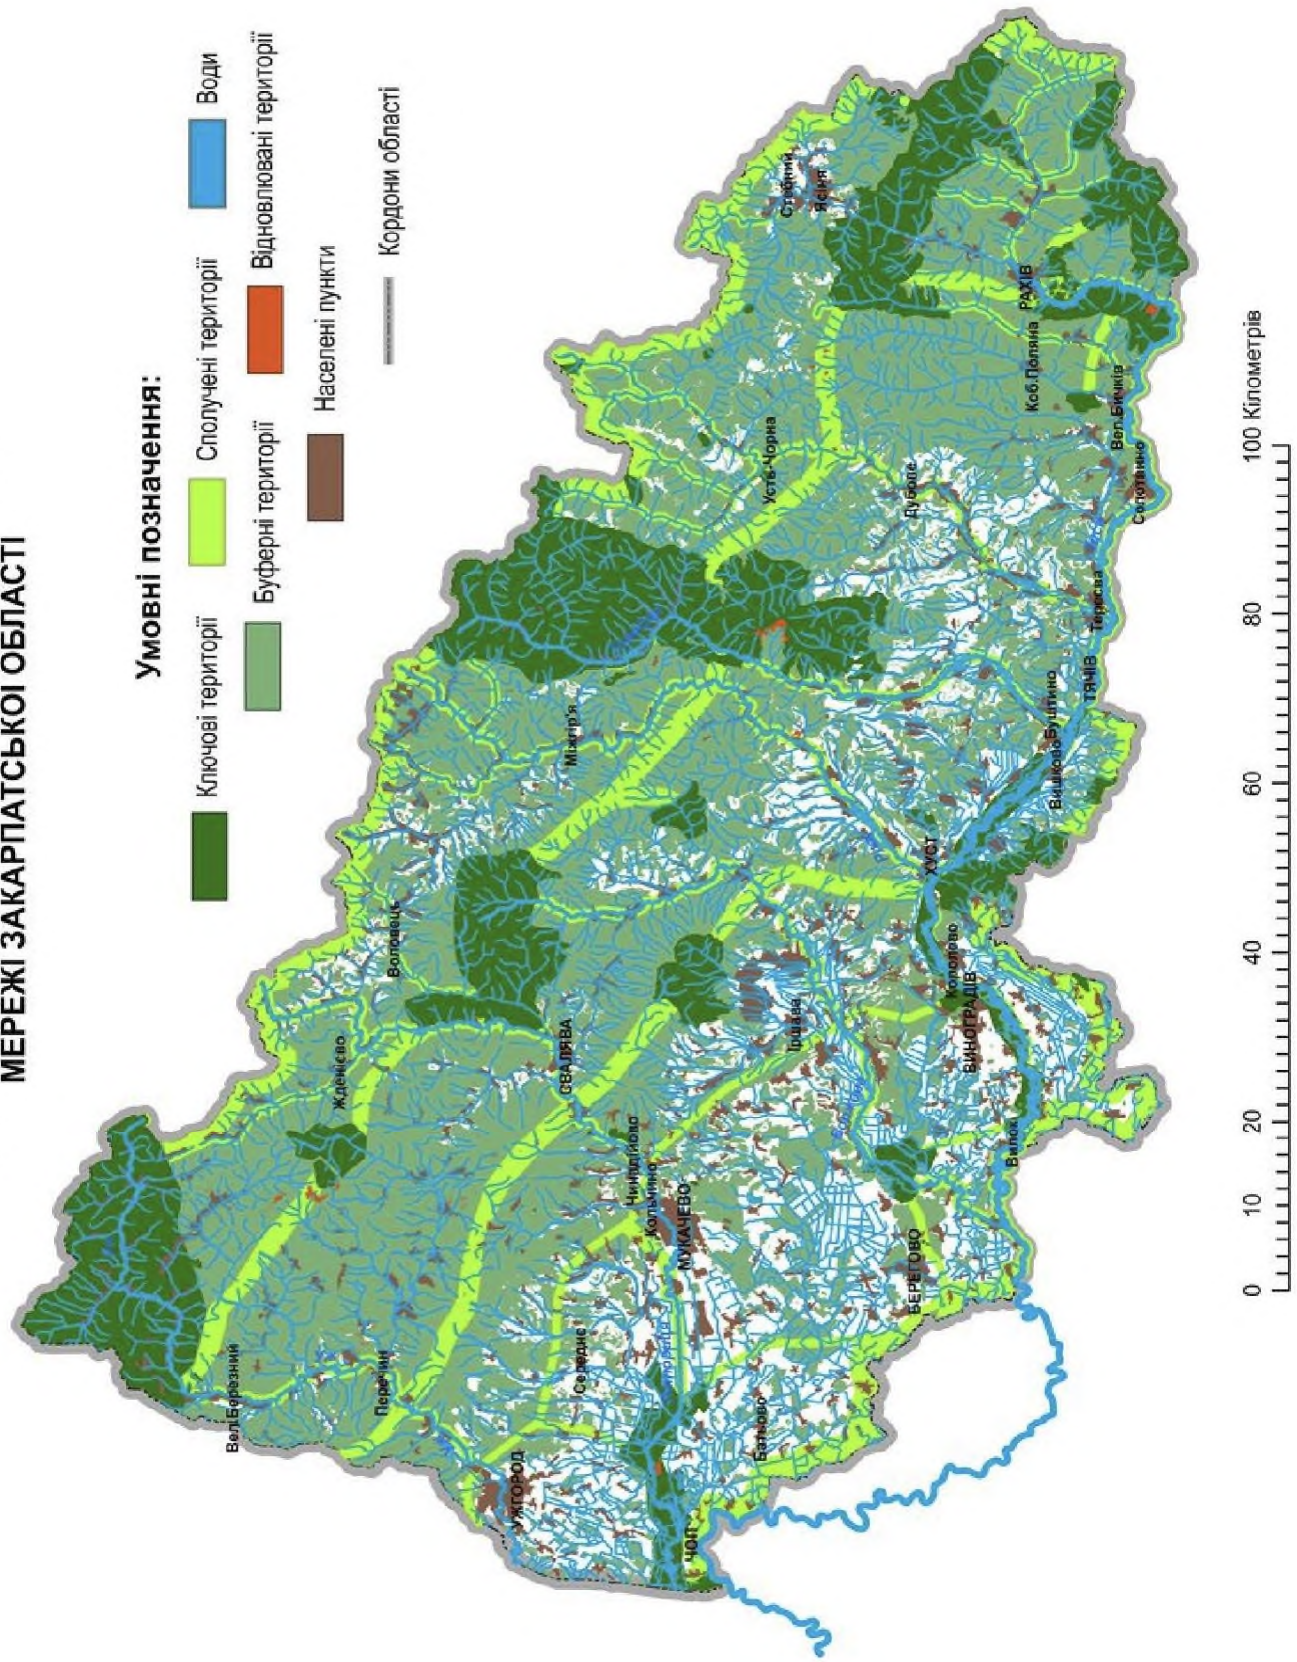 МЕРЕЖІ ЗАКАРПАТСЬКОЇ ОБЛАСТІ
Умовні позначення:
Ключові території
Сполучені території
Води
Буферні території
Відновлювані території
Населені пункти
Кордони області
Вел.Березний
Перечин
УЖГОРОД
Середнє
ЧОП
Батьово
Жденієво
Воловець
СВАЛЯВА
Чинадійово
Кольчино
МУКАЧЕВО
БЕРЕГОВО
Іршава
Вилок
ВИНОГРАДІВ
Королево
ХУСТ
Міжгір'я
Вишково
Буштино
ТЯЧІВ
Тересва
Дубове
Усть-Чорна
Солотвино
Вел.Бичків
Коб.Поляна
РАХІВ
Ясіня
0 10 20 40 60 80 100 Кілометрів